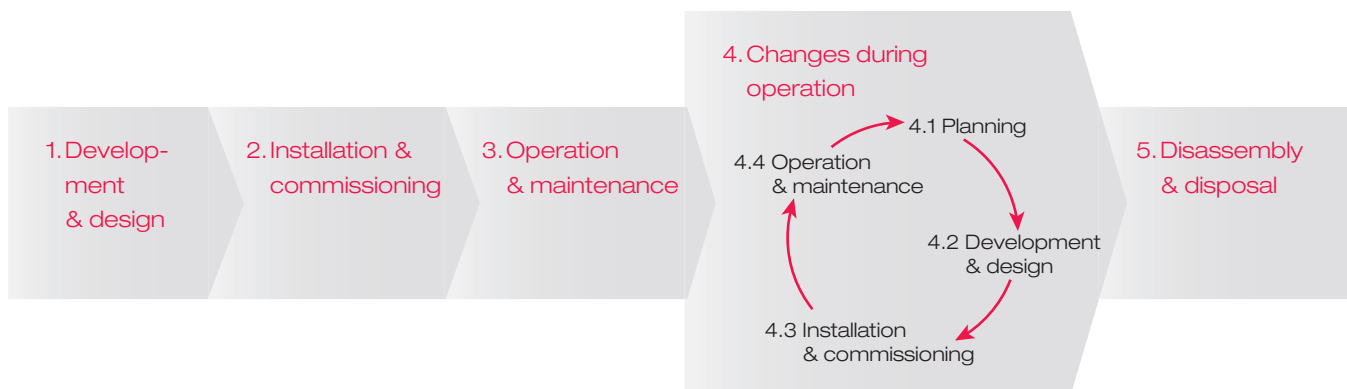 1. Develop-
ment
& design
2. Installation &
commissioning
3. Operation
& maintenance
4. Changes during
operation
4.1 Planning
4.2 Development
& design
4.3 Installation
& commissioning
4.4 Operation
& maintenance
5. Disassembly
& disposal